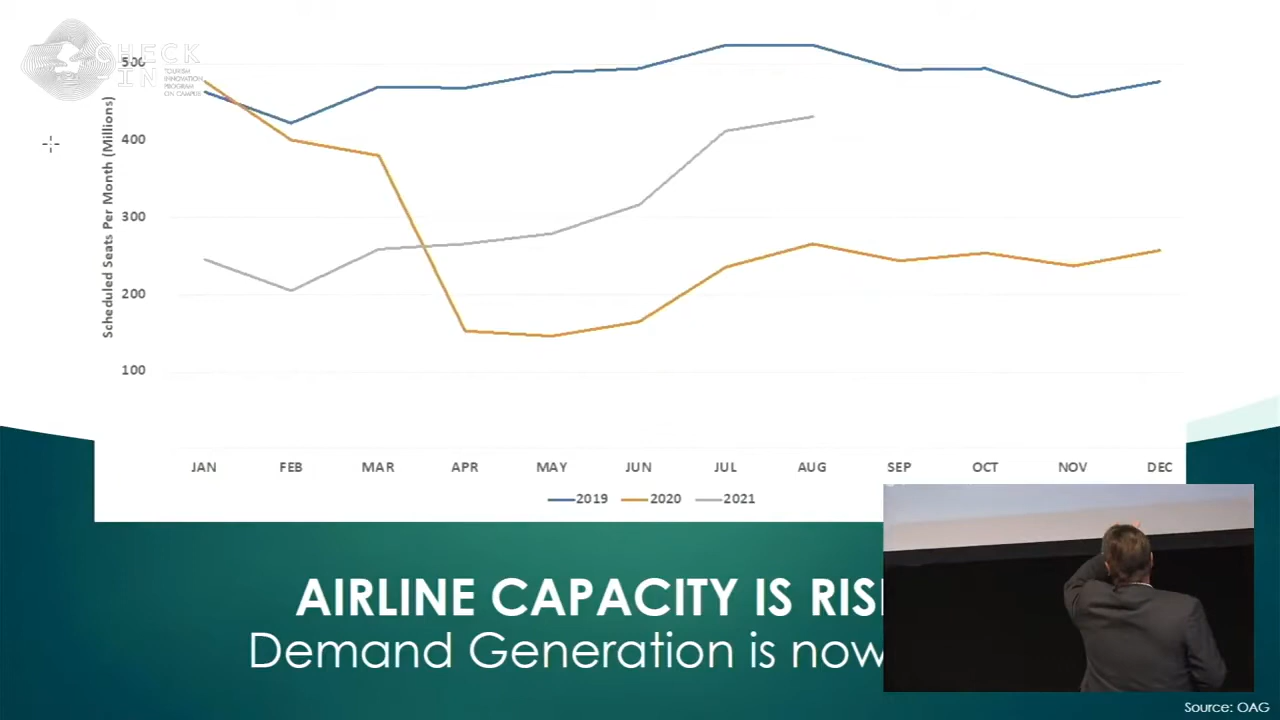 CHECK
-IN
TOURISM
INNOVATION
PROGRAM
ON CAMPUS
500
400
300
200
100
Scheduled Seats Per Month (Millions)
JAN FEB MAR APR MAY JUN JUL AUG SEP OCT NOV DEC
2019 2020 2021
AIRLINE CAPACITY IS
Demand Generation is now
Source: OAG